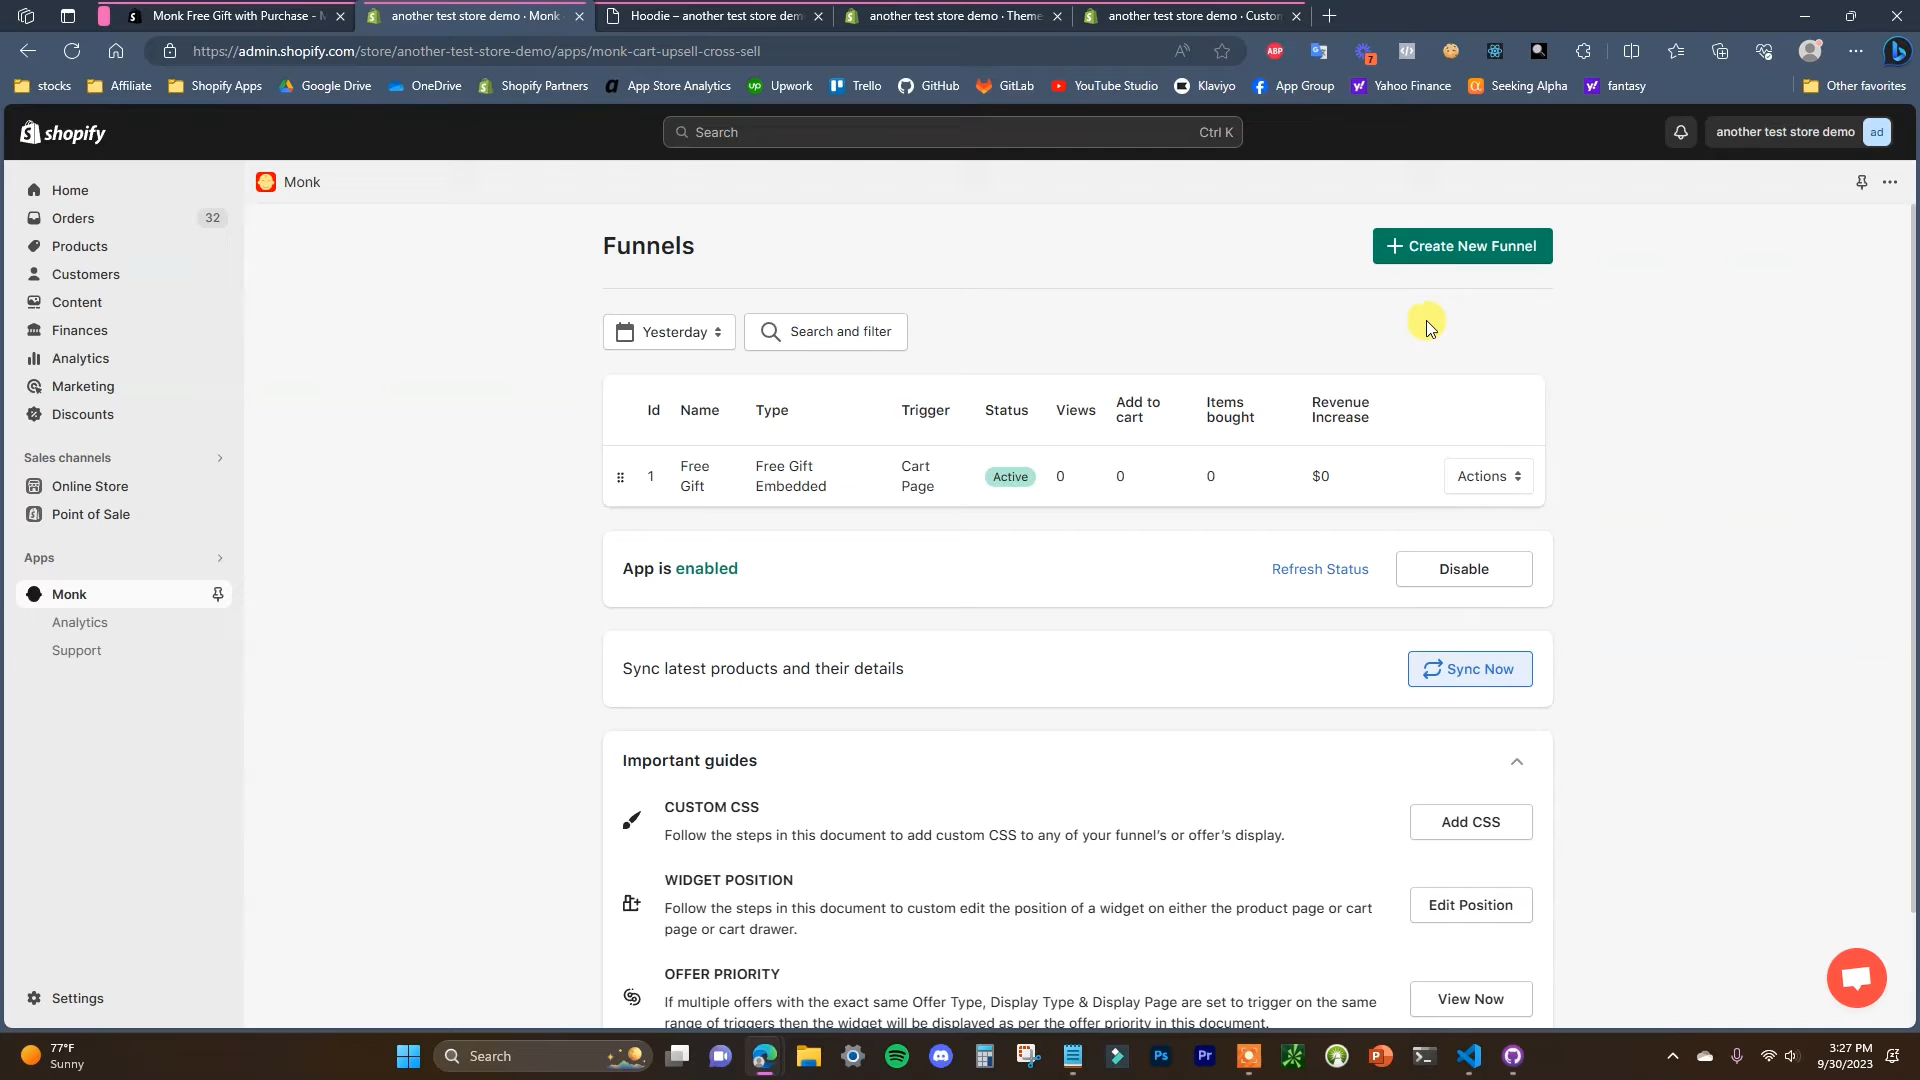 Monk Free Gift with Purchase -
another test store demo · Monk
Hoodie – another test store dem
another test store demo · Theme
another test store demo · Custom
https://admin.shopify.com/store/another-test-store-demo/apps/monk-cart-upsell-cross-sell
ABP
7
stocks
Affiliate
Shopify Apps
Google Drive
OneDrive
Shopify Partners
App Store Analytics
up
Upwork
Trello
GitHub
GitLab
YouTube Studio
Klaviyo
App Group
Yahoo Finance
Seeking Alpha
fantasy
Other favorites
shopify
Search
Ctrl K
another test store demo
ad
Home
Orders
32
Products
Customers
Content
Finances
Analytics
Marketing
Discounts
Sales channels
Online Store
Point of Sale
Apps
Monk
Analytics
Support
Settings
Monk
Funnels
Create New Funnel
Yesterday
Search and filter
Id
Name
Type
Trigger
Status
Views
Add to
cart
Items
bought
Revenue
Increase
1
Free
Gift
Free Gift
Embedded
Cart
Page
Active
0
0
0
$0
Actions
App is enabled
Refresh Status
Disable
Sync latest products and their details
Sync Now
Important guides
CUSTOM CSS
Follow the steps in this document to add custom CSS to any of your funnel's or offer's display.
Add CSS
WIDGET POSITION
Follow the steps in this document to custom edit the position of a widget on either the product page or cart
page or cart drawer.
Edit Position
OFFER PRIORITY
If multiple offers with the exact same Offer Type, Display Type & Display Page are set to trigger on the same
range of triggers then the widget will be displayed as per the offer priority in this document.
View Now
77°F
Sunny
Search
Ps
Pr
3:27 PM
9/30/2023